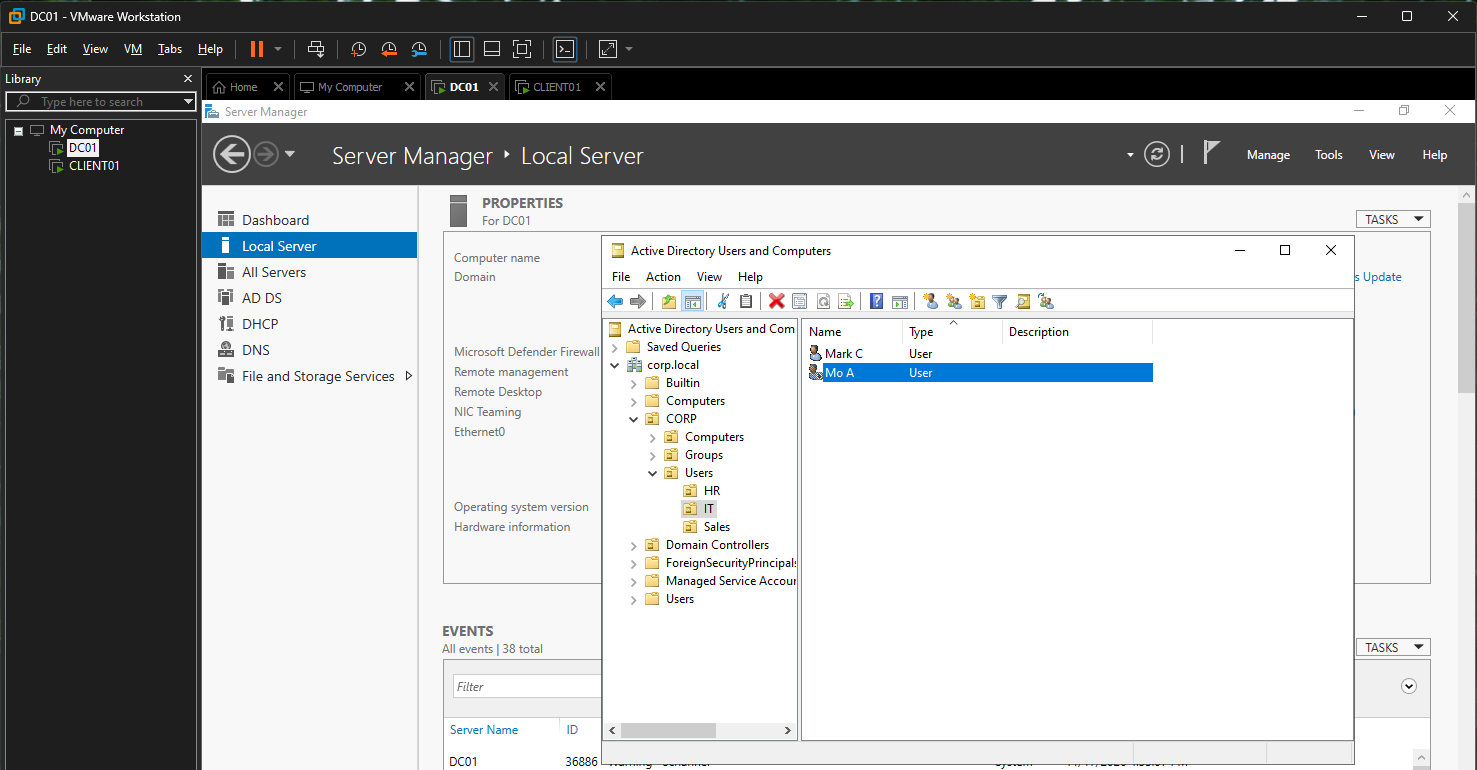 DC01 - VMware Workstation
File Edit View VM Tabs Help
Library
Type here to search
My Computer
DC01
CLIENT01
Home
My Computer
DC01
CLIENT01
Server Manager
Server Manager Local Server
Manage Tools View Help
Dashboard
Local Server
All Servers
AD DS
DHCP
DNS
File and Storage Services
PROPERTIES
For DC01
TASKS
Computer name
Domain
s Update
Microsoft Defender Firewall
Remote management
Remote Desktop
NIC Teaming
Ethernet0
Operating system version
Hardware information
Active Directory Users and Computers
File Action View Help
Active Directory Users and Com
Saved Queries
corp.local
Builtin
Computers
CORP
Computers
Groups
Users
HR
IT
Sales
Domain Controllers
ForeignSecurityPrincipals
Managed Service Accour
Users
Name Type Description
Mark C User
Mo A User
EVENTS
All events | 38 total
TASKS
Filter
Server Name ID
DC01 36886